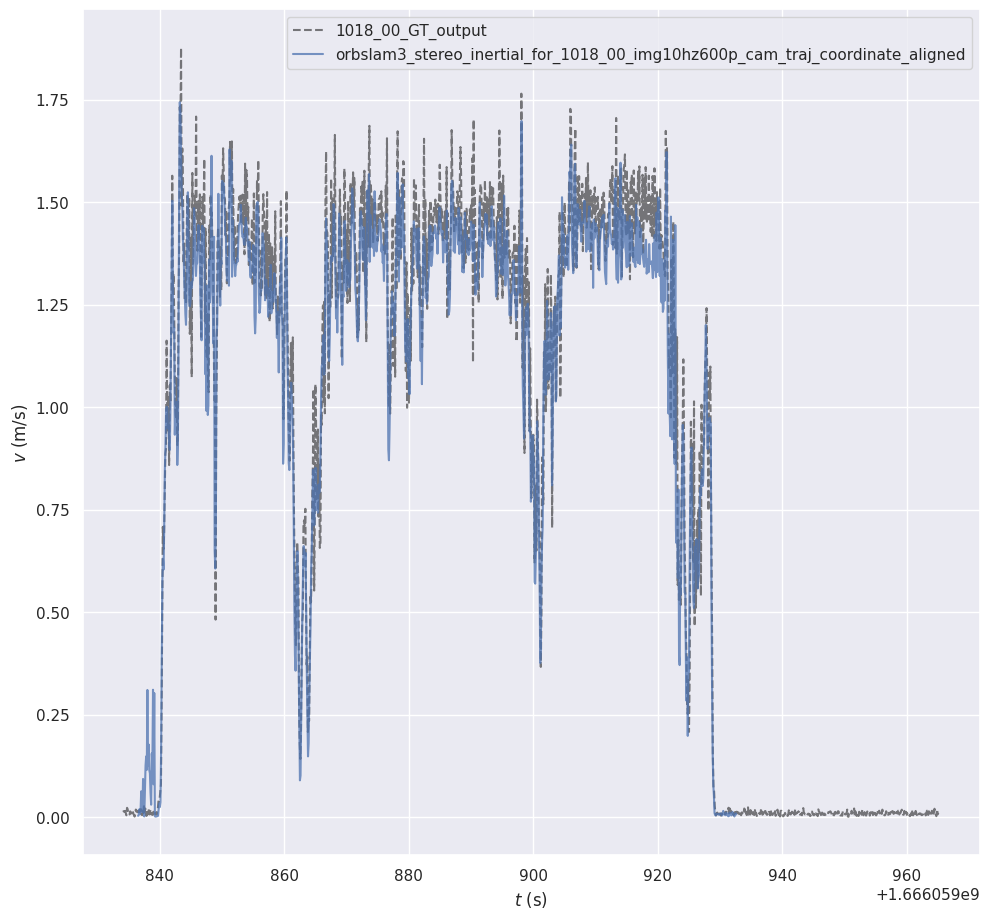 1018_00_GT_output
orbslam3_stereo_inertial_for_1018_00_img10hz600p_cam_traj_coordinate_aligned
1.75
1.50
1.25
1.00
0.75
0.50
0.25
0.00
v (m/s)
840 860 880 900 920 940 960
t (s)
+1.666059e9